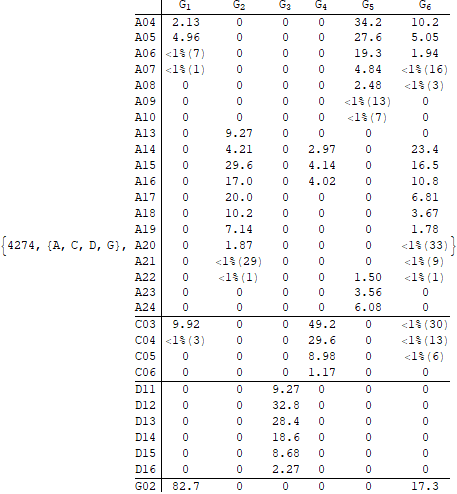 G1 G2 G3 G4 G5 G6
A04 2.13 0 0 0 34.2 10.2
A05 4.96 0 0 0 27.6 5.05
A06 <1%(7) 0 0 0 19.3 1.94
A07 <1%(1) 0 0 0 4.84 <1%(16)
A08 0 0 0 0 2.48 <1%(3)
A09 0 0 0 0 <1%(13) 0
A10 0 0 0 0 <1%(7) 0
A13 0 9.27 0 0 0 0
A14 0 4.21 0 2.97 0 23.4
A15 0 29.6 0 4.14 0 16.5
A16 0 17.0 0 4.02 0 10.8
A17 0 20.0 0 0 0 6.81
A18 0 10.2 0 0 0 3.67
A19 0 7.14 0 0 0 1.78
{4274, {A, C, D, G}, A20 0 1.87 0 0 0 <1%(33)}
A21 0 <1%(29) 0 0 0 <1%(9)
A22 0 <1%(1) 0 0 1.50 <1%(1)
A23 0 0 0 0 3.56 0
A24 0 0 0 0 6.08 0
C03 9.92 0 0 49.2 0 <1%(30)
C04 <1%(3) 0 0 29.6 0 <1%(13)
C05 0 0 0 8.98 0 <1%(6)
C06 0 0 0 1.17 0 0
D11 0 0 9.27 0 0 0
D12 0 0 32.8 0 0 0
D13 0 0 28.4 0 0 0
D14 0 0 18.6 0 0 0
D15 0 0 8.68 0 0 0
D16 0 0 2.27 0 0 0
G02 82.7 0 0 0 0 17.3